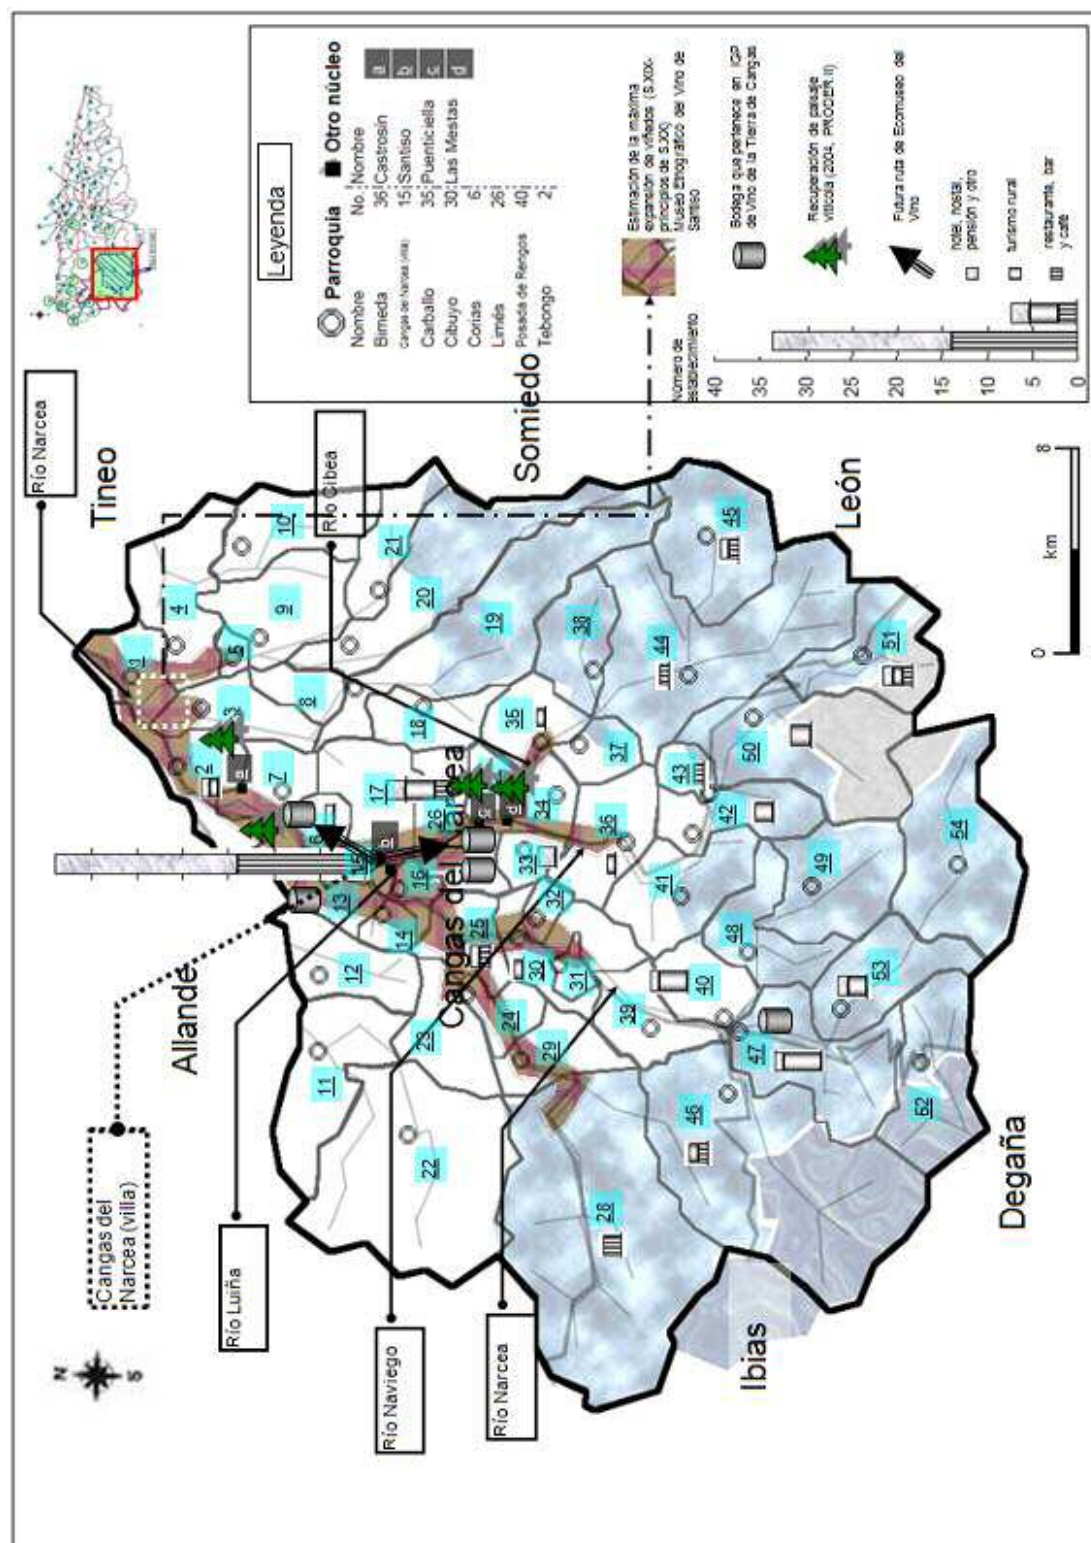 Leyenda
Parroquia
Nombre No.
Bimeda 36
Cangas del Narcea (villa) 15
Carballo 35
Cibuyo 30
Corias 6
Limés 26
Posada de Rengos 40
Tebongo 2
Otro núcleo
Nombre
Castrosín a
Santiso b
Puenticiella c
Las Mestas d
Estimación de la máxima
expansión de viñedos (S.XIX-
principios de S.XX)
Museo Etnográfico del Vino de
Santiso
Bodega que pertenece en IGP
de Vino de la Tierra de Cangas
Recuperación de paisaje
vitícola (2004, PRODER II)
Futura ruta de Ecomuseo del
Vino
hotel, hostal,
pensión y otro
turismo rural
restaurante, bar
y café
Número de
establecimiento
40
35
30
25
20
15
10
5
0
Río Narcea
Tineo
Río Cibea
Somiedo
León
Allande
Cangas del
Narcea (villa)
Río Luiña
Río Naviego
Río Narcea
Cangas del Narcea
Ibias
Degaña
N
S
0 8
km
1
2
3
4
5
6
7
8
9
10
11
12
13
14
15
16
17
18
19
20
21
22
23
24
25
26
28
29
30
31
32
33
34
35
36
37
38
39
40
41
42
43
44
45
46
47
48
49
50
51
52
53
54
a
b
c
d